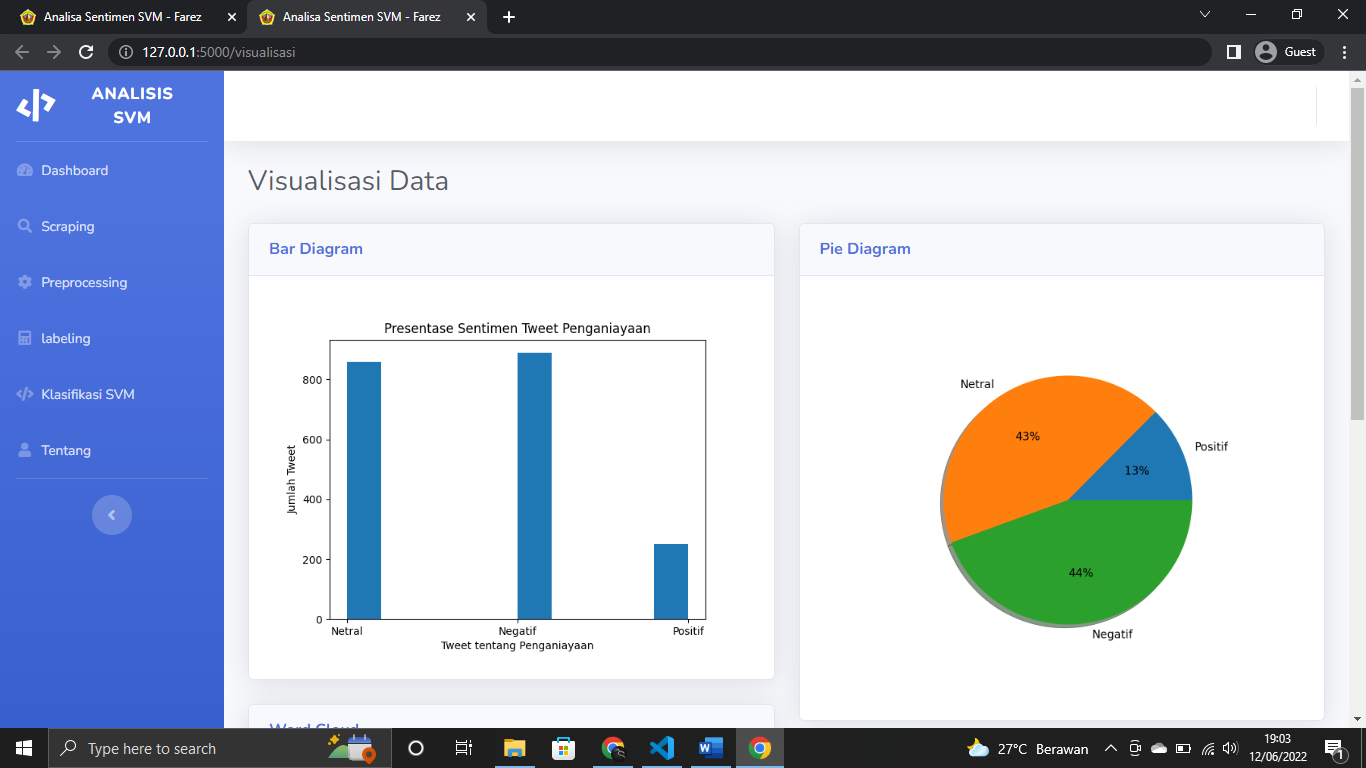 Analisa Sentimen SVM - Farez
Analisa Sentimen SVM - Farez
127.0.0.1:5000/visualisasi
Guest
ANALISIS
SVM
Dashboard
Scraping
Preprocessing
labeling
Klasifikasi SVM
Tentang
Visualisasi Data
Bar Diagram
Presentase Sentimen Tweet Penganiayaan
Jumlah Tweet
800
600
400
200
0
Netral Negatif Positif
Tweet tentang Penganiayaan
Pie Diagram
Netral
43%
Positif
13%
44%
Negatif
Word Cloud
Type here to search
27°C Berawan
19:03
12/06/2022
1